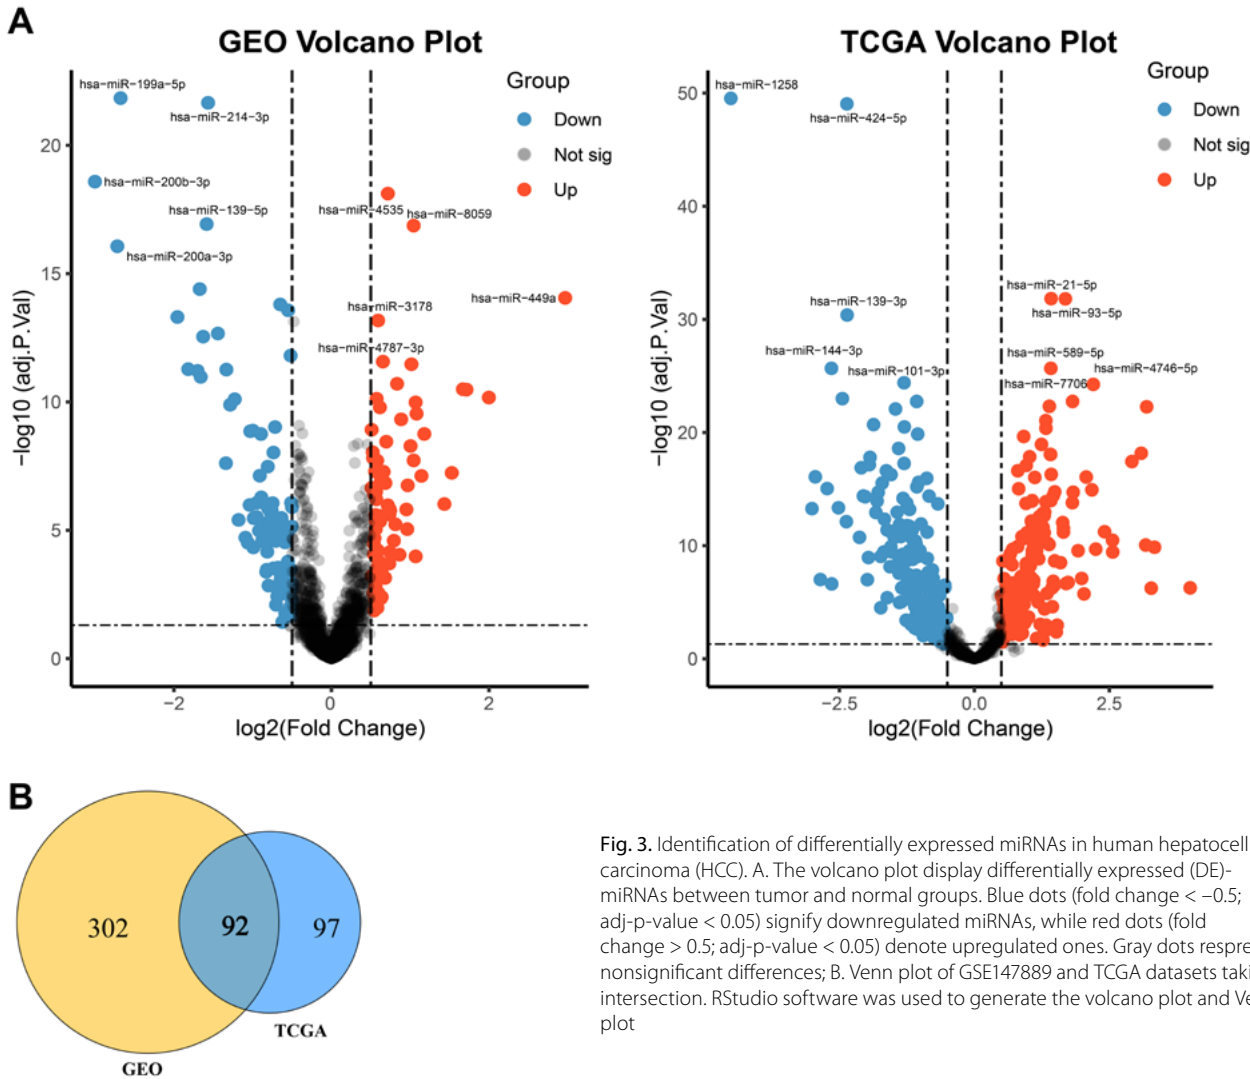 A
GEO Volcano Plot
hsa−miR−199a−5p
hsa−miR−214−3p
hsa−miR−200b−3p
hsa−miR−139−5p
hsa−miR−200a−3p
hsa−miR−4535
hsa−miR−8059
hsa−miR−449a
hsa−miR−3178
hsa−miR−4787−3p
Group
Down
Not sig
Up
−log10 (adj.P.Val)
20
15
10
5
0
−2
0
2
log2(Fold Change)
TCGA Volcano Plot
hsa−miR−1258
hsa−miR−424−5p
hsa−miR−139−3p
hsa−miR−144−3p
hsa−miR−101−3p
hsa−miR−21−5p
hsa−miR−93−5p
hsa−miR−589−5p
hsa−miR−4746−5p
hsa−miR−7706
Group
Down
Not sig
Up
−log10 (adj.P.Val)
50
40
30
20
10
0
−2.5
0.0
2.5
log2(Fold Change)
B
302
92
97
TCGA
GEO
Fig. 3. Identification of differentially expressed miRNAs in human hepatocell
carcinoma (HCC). A. The volcano plot display differentially expressed (DE)-
miRNAs between tumor and normal groups. Blue dots (fold change < −0.5;
adj-p-value < 0.05) signify downregulated miRNAs, while red dots (fold
change > 0.5; adj-p-value < 0.05) denote upregulated ones. Gray dots respre
nonsignificant differences; B. Venn plot of GSE147889 and TCGA datasets taki
intersection. RStudio software was used to generate the volcano plot and Ve
plot